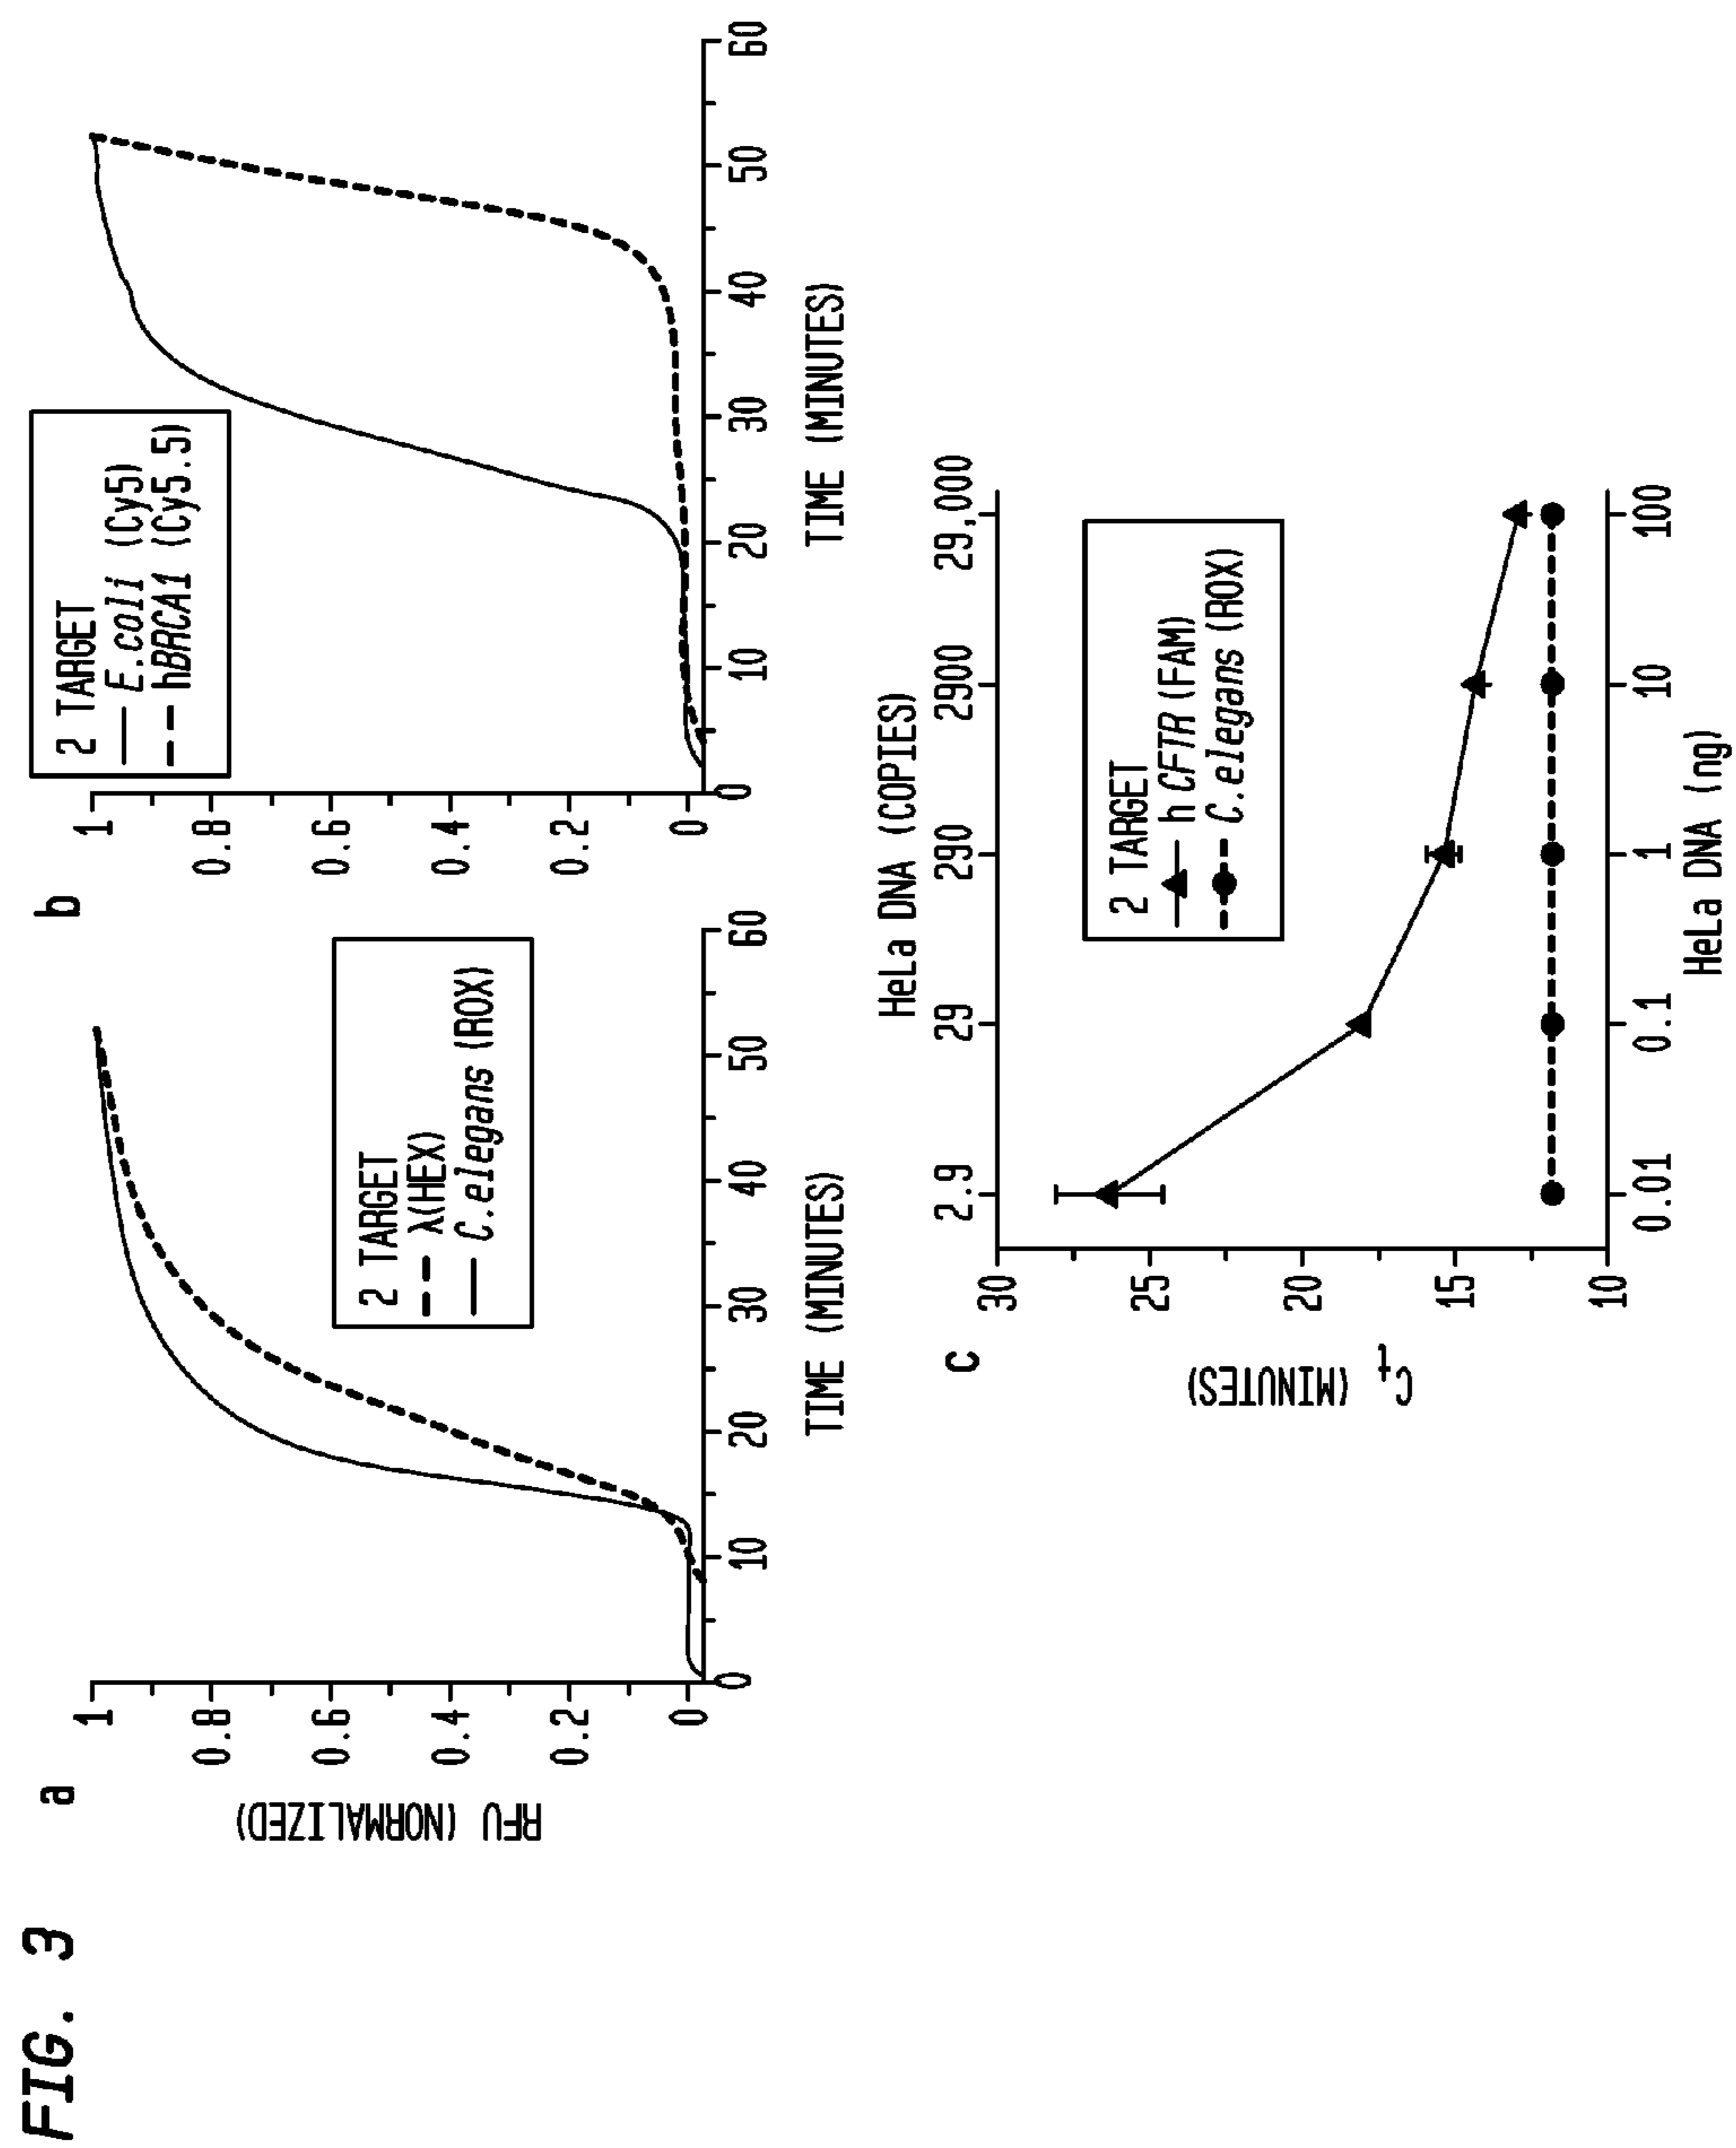 FIG. 3
a
RFU (NORMALIZED)
1
0.8
0.6
0.4
0.2
0
2 TARGET
λ(HEX)
C.elegans (ROX)
0 10 20 30 40 50 60
TIME (MINUTES)
b
1
0.8
0.6
0.4
0.2
0
2 TARGET
E.coli (Cy5)
hBRCA1 (Cy5.5)
0 10 20 30 40 50 60
TIME (MINUTES)
c
HeLa DNA (COPIES)
2.9 29 290 2900 29,000
Ct (MINUTES)
30
25
20
15
10
2 TARGET
h CFTR (FAM)
C.elegans (ROX)
0.01 0.1 1 10 100
HeLa DNA (ng)